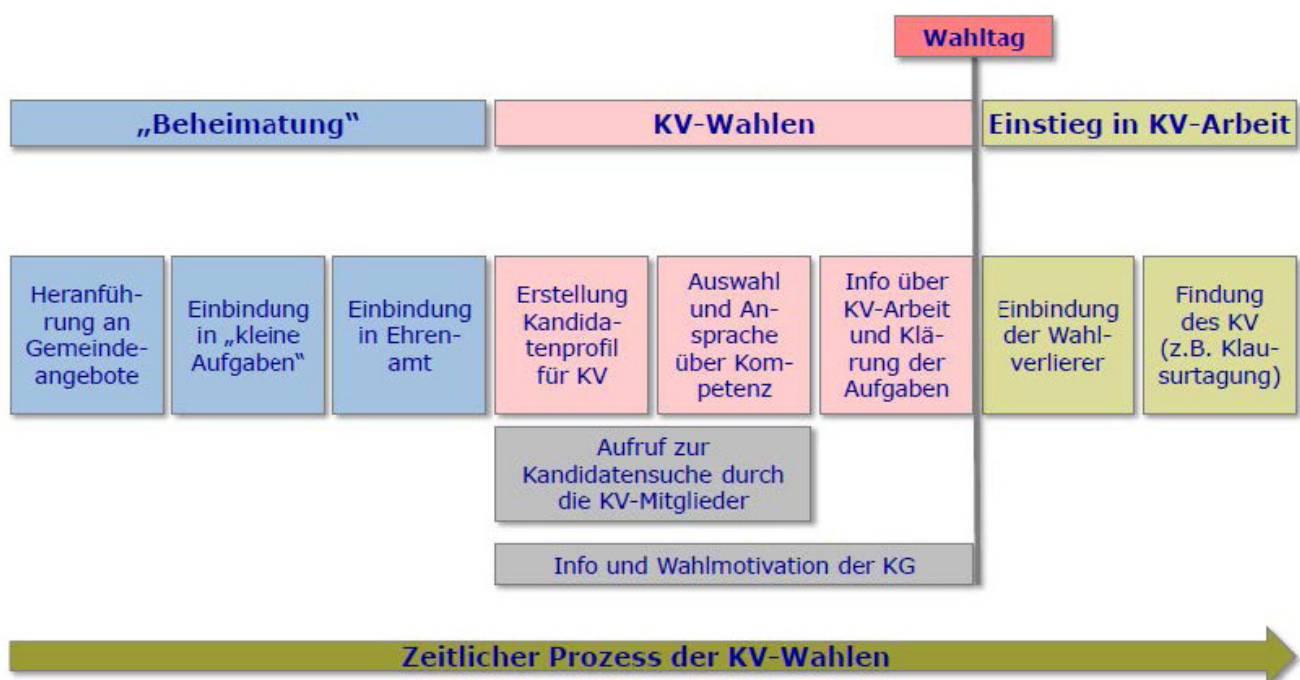 Wahltag
„Beheimatung“
KV-Wahlen
Einstieg in KV-Arbeit
Heranfüh-
rung an
Gemeinde-
angebote
Einbindung
in „kleine
Aufgaben“
Einbindung
in Ehren-
amt
Erstellung
Kandida-
tenprofil
für KV
Auswahl
und An-
sprache
über Kom-
petenz
Info über
KV-Arbeit
und Klä-
rung der
Aufgaben
Einbindung
der Wahl-
verlierer
Findung
des KV
(z.B. Klau-
surtagung)
Aufruf zur
Kandidatensuche durch
die KV-Mitglieder
Info und Wahlmotivation der KG
Zeitlicher Prozess der KV-Wahlen